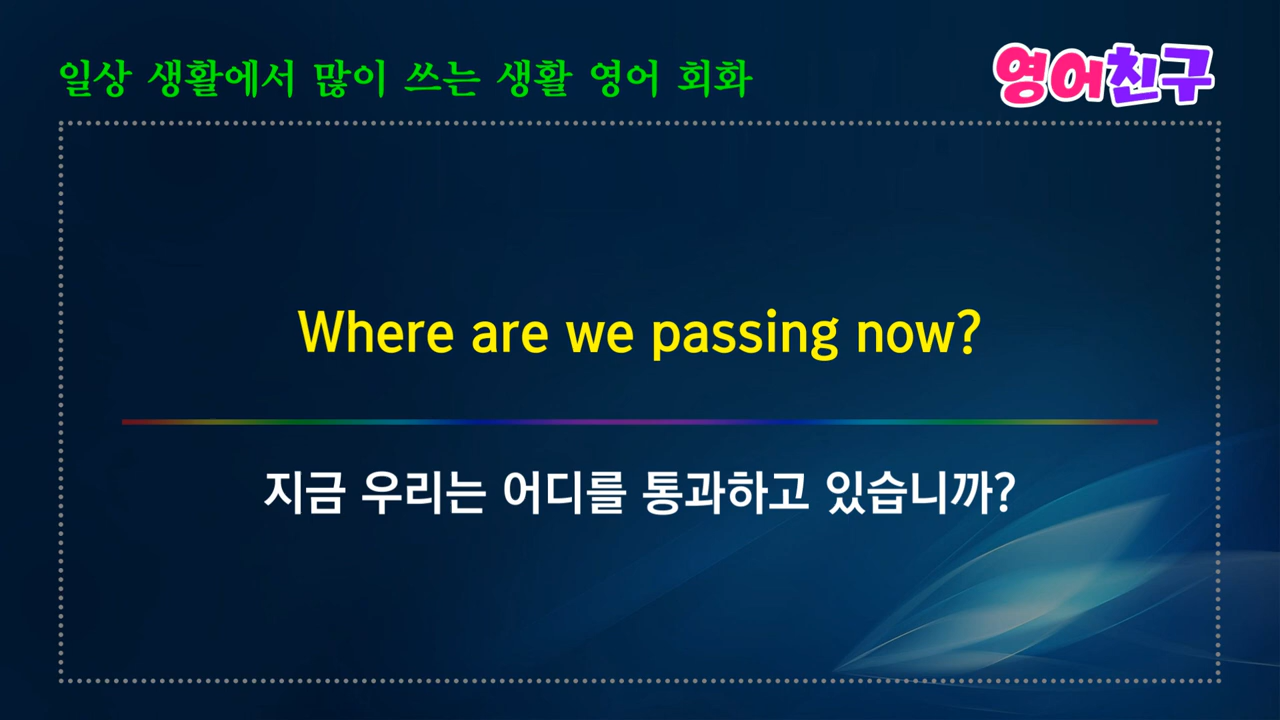 일상 생활에서 많이 쓰는 생활 영어 회화
영어친구
Where are we passing now?
지금 우리는 어디를 통과하고 있습니까?